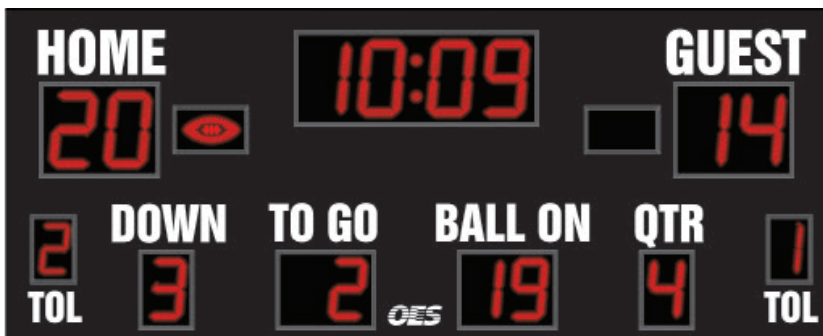 HOME 10:09 GUEST
20 14
DOWN TO GO BALL ON QTR
2 3 2 OES 19 4 1
TOL TOL